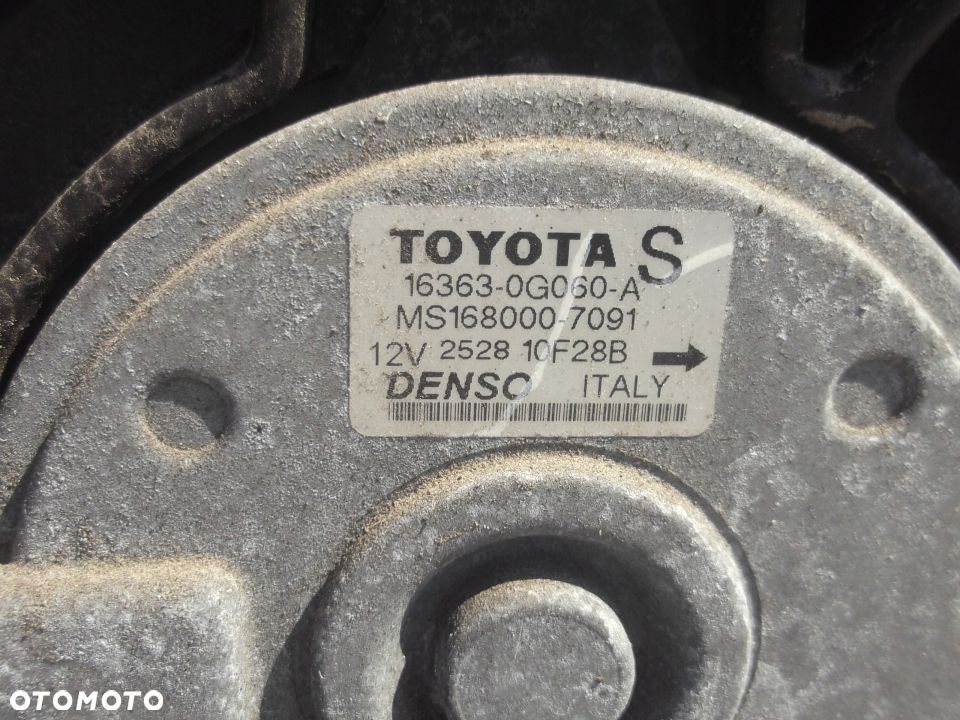 TOYOTA S
16363-0G060-A
MS168000-7091
12V 2528 10F28B
DENSO ITALY
OTOMOTO